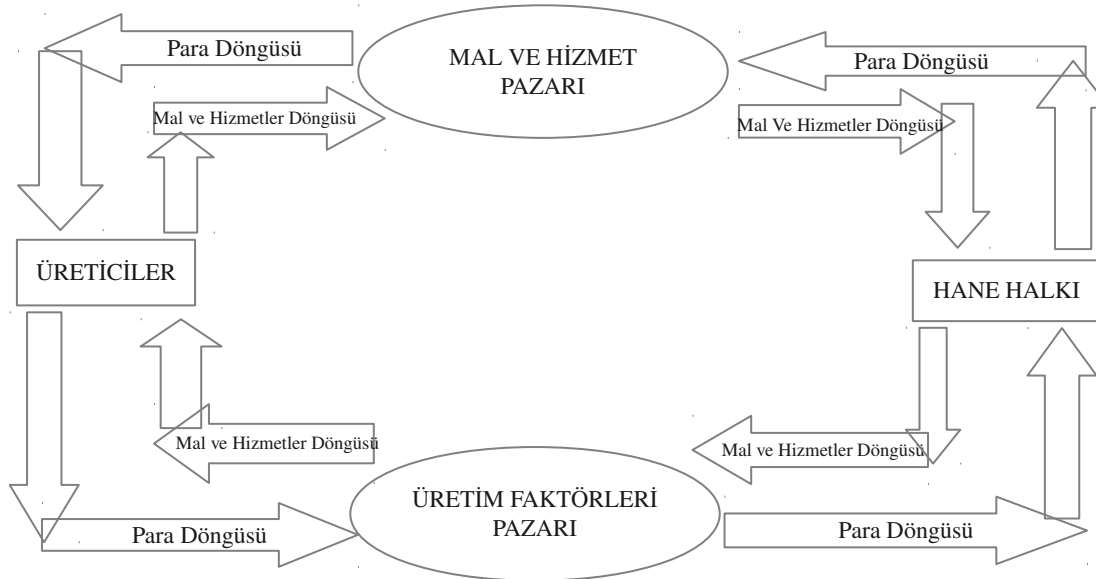 Para Döngüsü
MAL VE HİZMET
PAZARI
Para Döngüsü
Mal ve Hizmetler Döngüsü
Mal Ve Hizmetler Döngüsü
ÜRETİCİLER
HANE HALKI
Mal ve Hizmetler Döngüsü
Mal ve Hizmetler Döngüsü
ÜRETİM FAKTÖRLERİ
PAZARI
Para Döngüsü
Para Döngüsü